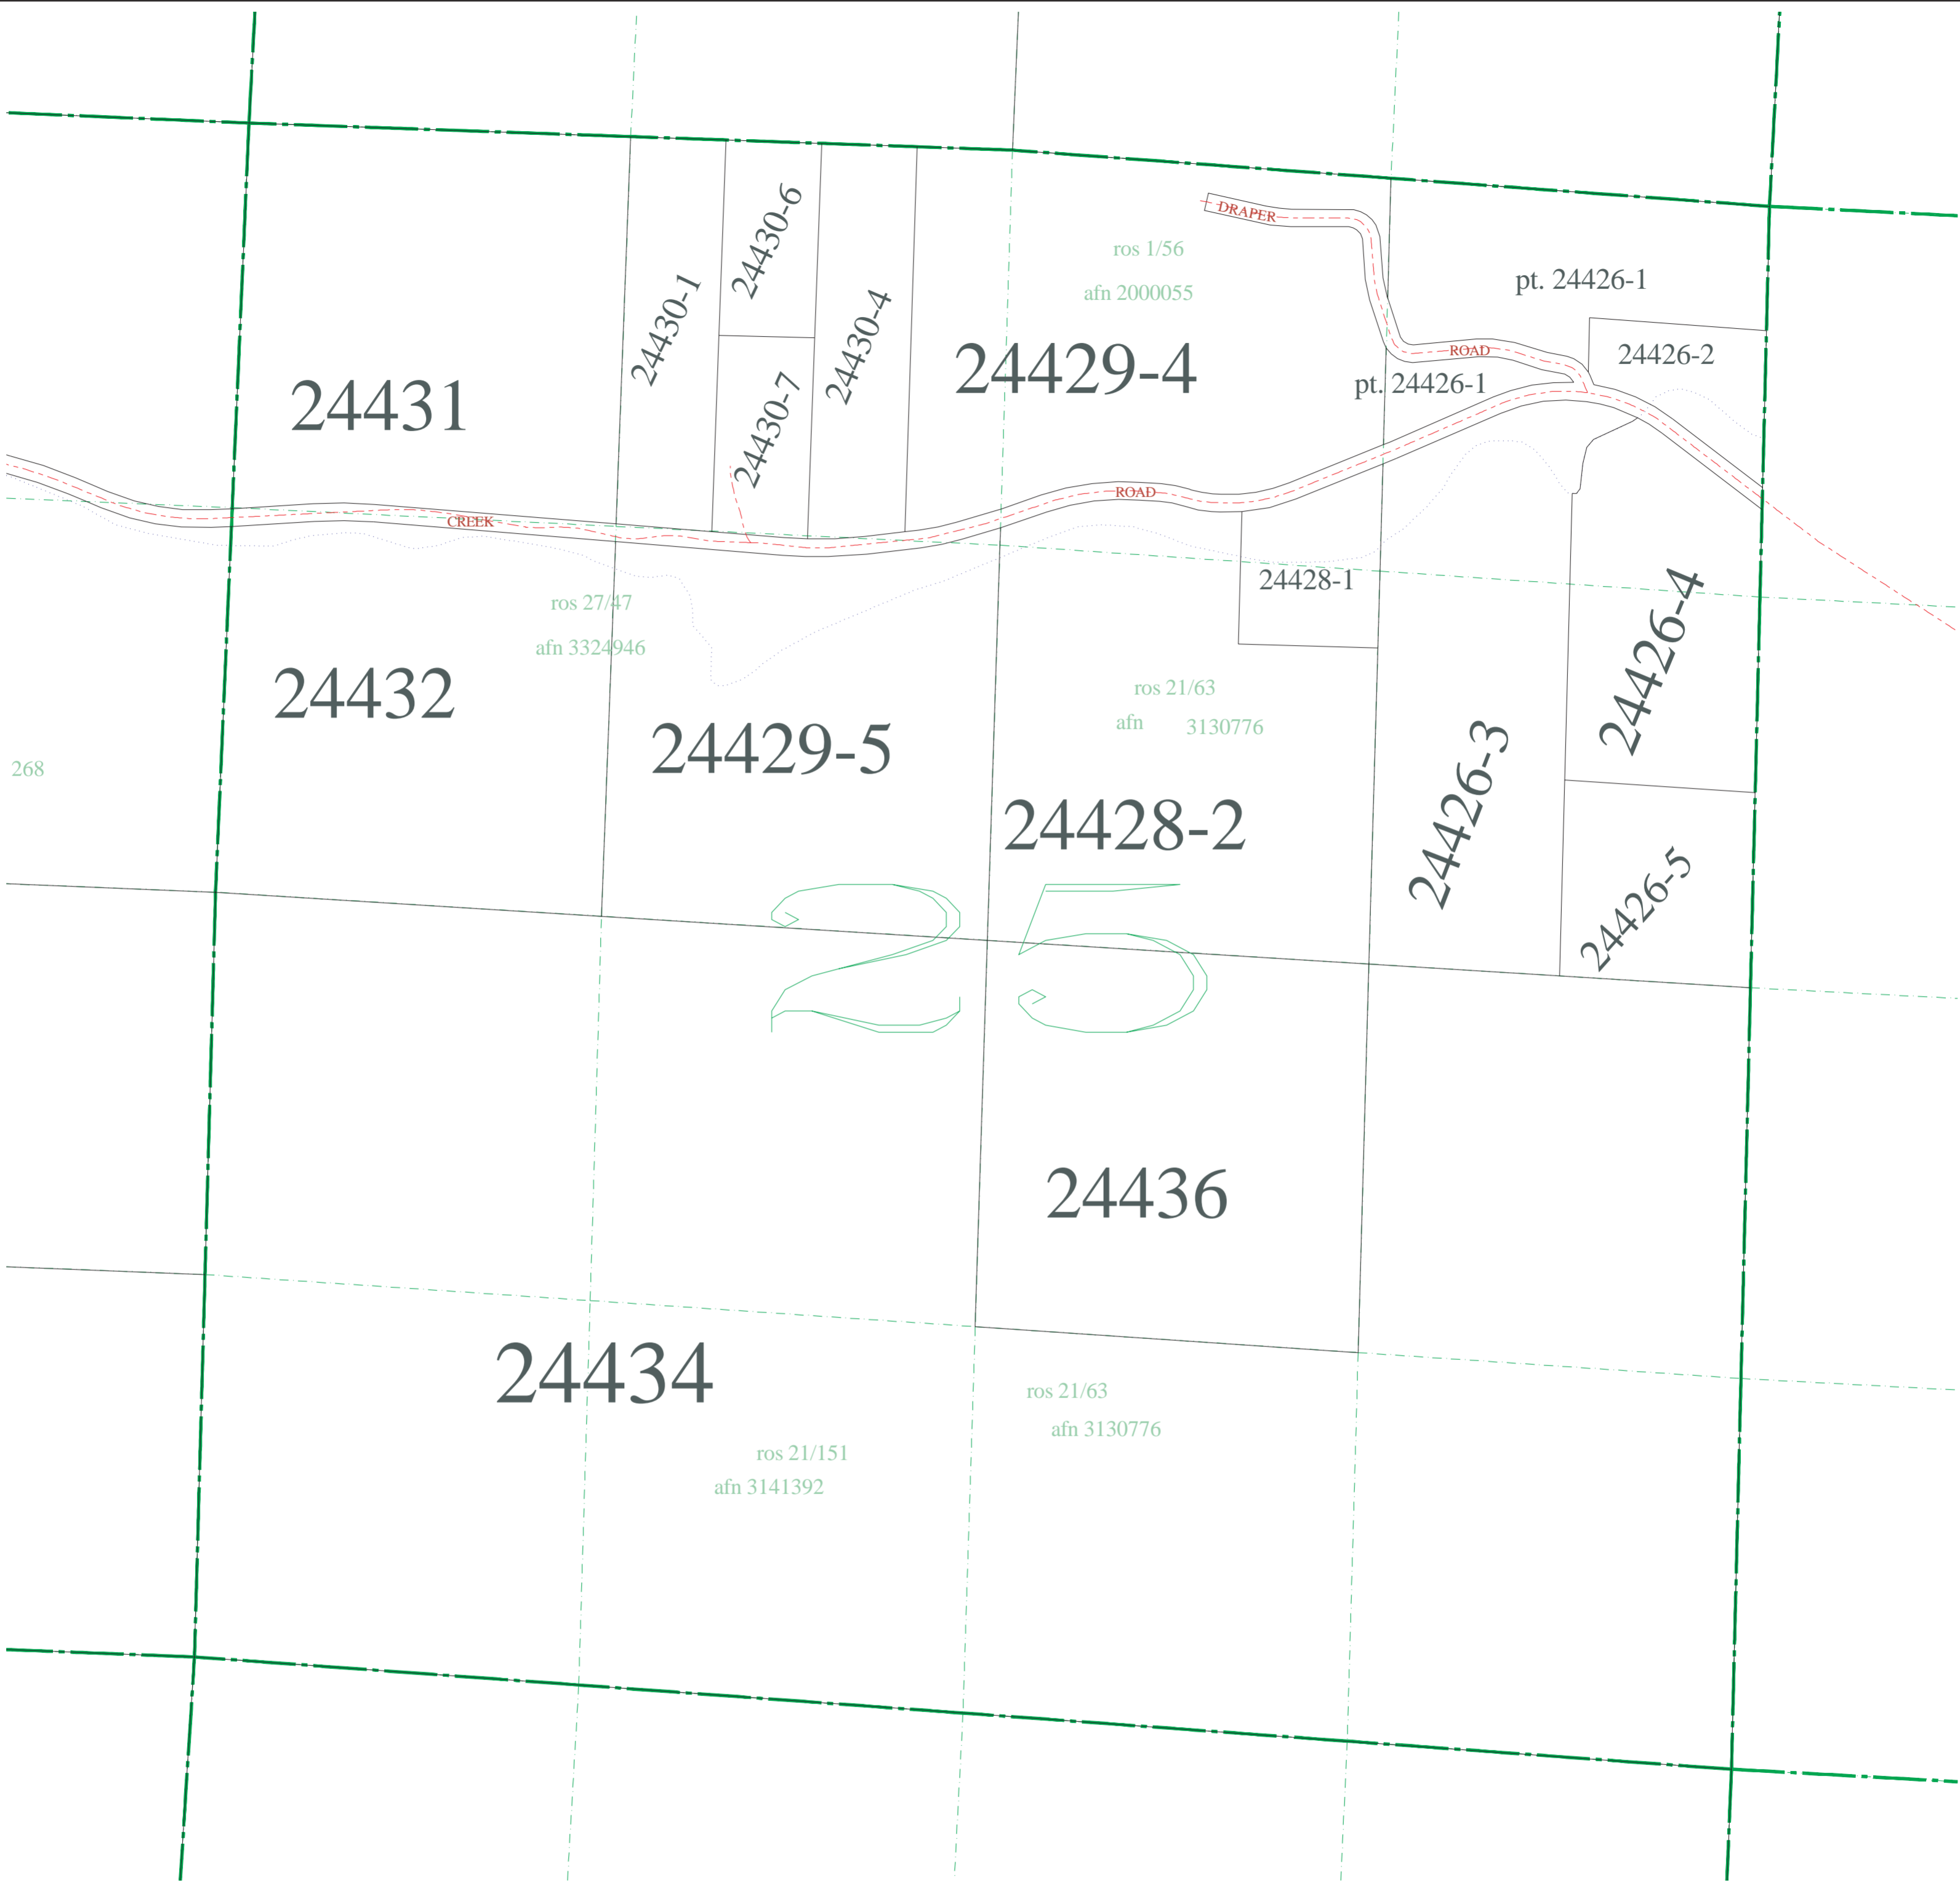 DRAPER
ros 1/56
afn 2000055
24430-6
24430-1
24430-4
24430-7
24431
24429-4
pt. 24426-1
24426-2
ROAD
pt. 24426-1
ROAD
CREEK
24428-1
ros 27/47
afn 3324946
24432
24429-5
ros 21/63
afn 3130776
24426-4
24426-3
268
24428-2
24426-5
25
24436
24434
ros 21/63
afn 3130776
ros 21/151
afn 3141392